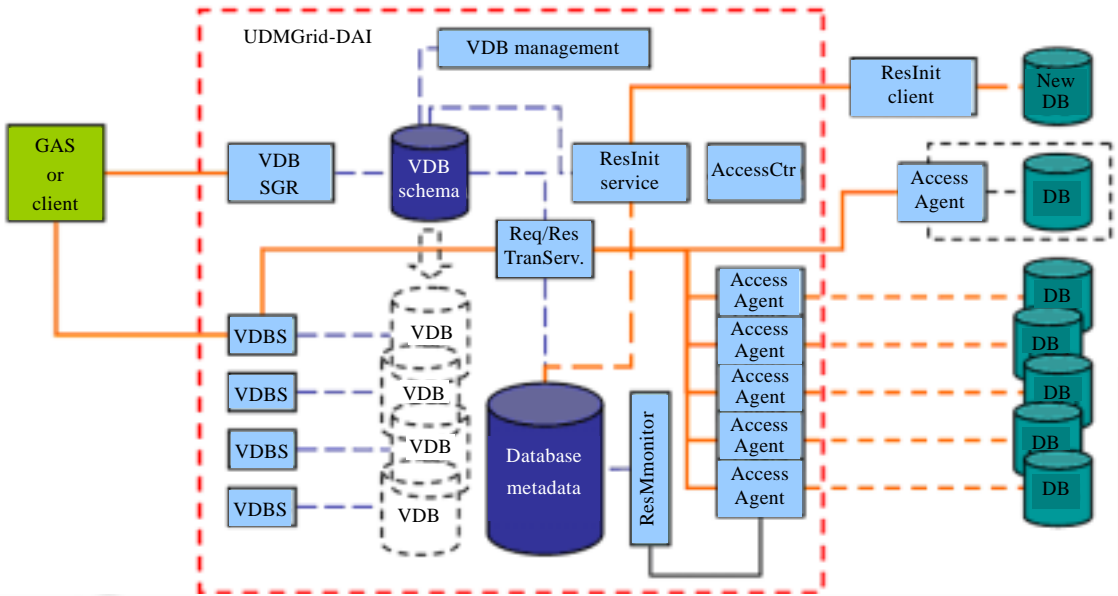 UDMGrid-DAI
VDB management
ResInit
client
New
DB
GAS
or
client
VDB
SGR
VDB
schema
ResInit
service
AccessCtr
Access
Agent
DB
Req/Res
TranServ.
Access
Agent
DB
VDBS
VDB
Access
Agent
DB
VDBS
VDB
Access
Agent
DB
VDBS
VDB
Access
Agent
DB
VDBS
VDB
Access
Agent
DB
Database
metadata
ResMmonitor